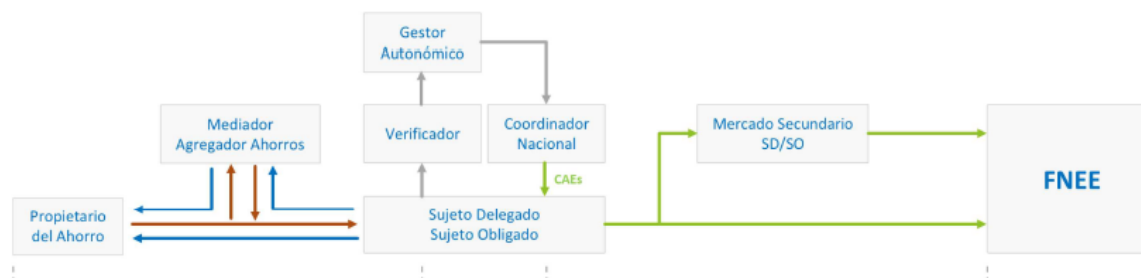 Gestor
Autonómico
Mediador
Agregador Ahorros
Verificador
Coordinador
Nacional
Mercado Secundario
SD/SO
FNEE
CAEs
Propietario
del Ahorro
Sujeto Delegado
Sujeto Obligado